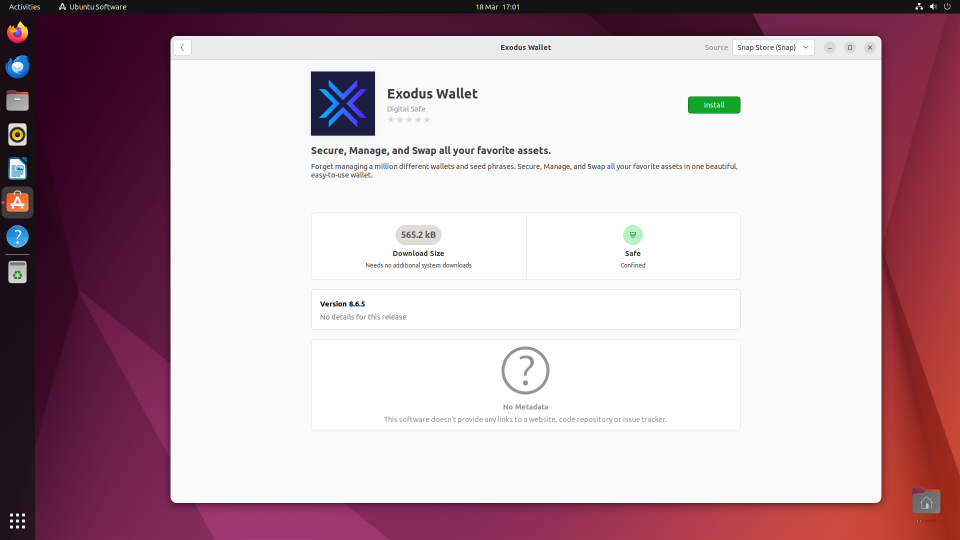 Activities
Ubuntu Software
18 Mar 17:01
Exodus Wallet
Source
Snap Store (Snap)
Exodus Wallet
Digital Safe
Install
Secure, Manage, and Swap all your favorite assets.
Forget managing a million different wallets and seed phrases. Secure, Manage, and Swap all your favorite assets in one beautiful,
easy-to-use wallet.
565.2 kB
Download Size
Needs no additional system downloads
Safe
Confined
Version 8.6.5
No details for this release
?
No Metadata
This software doesn't provide any links to a website, code repository or issue tracker.